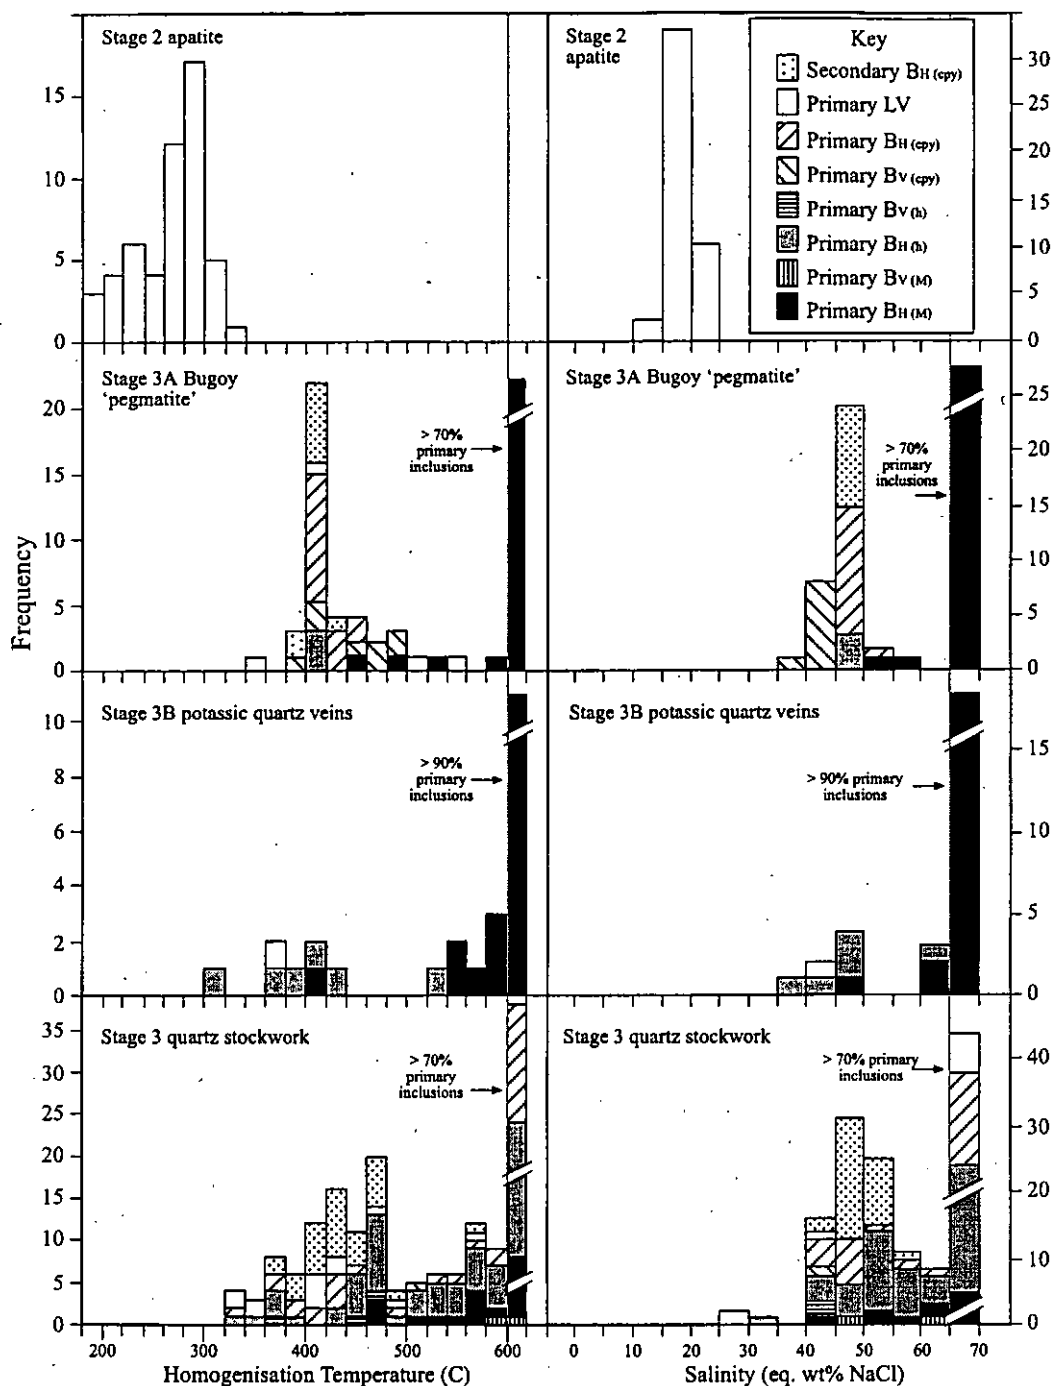 Stage 2 apatite
15
10
5
0
Stage 2
apatite
Key
Secondary BH (cpy)
Primary LV
Primary BH (cpy)
Primary BV (cpy)
Primary BV (h)
Primary BH (h)
Primary BV (M)
Primary BH (M)
30
25
20
15
10
5
0
Stage 3A Bugoy
'pegmatite'
20
15
10
5
0
> 70%
primary
inclusions
Stage 3A Bugoy 'pegmatite'
> 70%
primary
inclusions
25
20
15
10
5
0
Frequency
Stage 3B potassic quartz veins
10
8
6
4
2
0
> 90%
primary
inclusions
Stage 3B potassic quartz veins
> 90% primary
inclusions
15
10
5
0
Stage 3 quartz stockwork
35
30
25
20
15
10
5
0
> 70%
primary
inclusions
Stage 3 quartz stockwork
> 70% primary
inclusions
40
30
20
10
0
200 300 400 500 600
Homogenisation Temperature (C)
0 10 20 30 40 50 60 70
Salinity (eq. wt% NaCl)